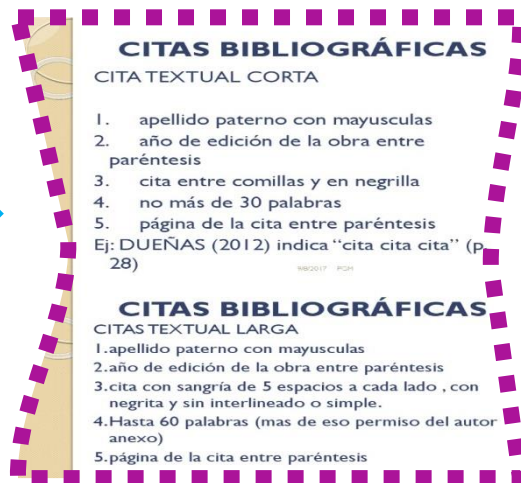 CITAS BIBLIOGRÁFICAS
CITA TEXTUAL CORTA
1. apellido paterno con mayusculas
2. año de edición de la obra entre
paréntesis
3. cita entre comillas y en negrilla
4. no más de 30 palabras
5. página de la cita entre paréntesis
Ej: DUEÑAS (2012) indica “cita cita cita” (p.
28)
CITAS BIBLIOGRÁFICAS
CITAS TEXTUAL LARGA
1.apellido paterno con mayusculas
2.año de edición de la obra entre paréntesis
3.cita con sangría de 5 espacios a cada lado , con
negrita y sin interlineado o simple.
4.Hasta 60 palabras (mas de eso permiso del autor
anexo)
5.página de la cita entre paréntesis